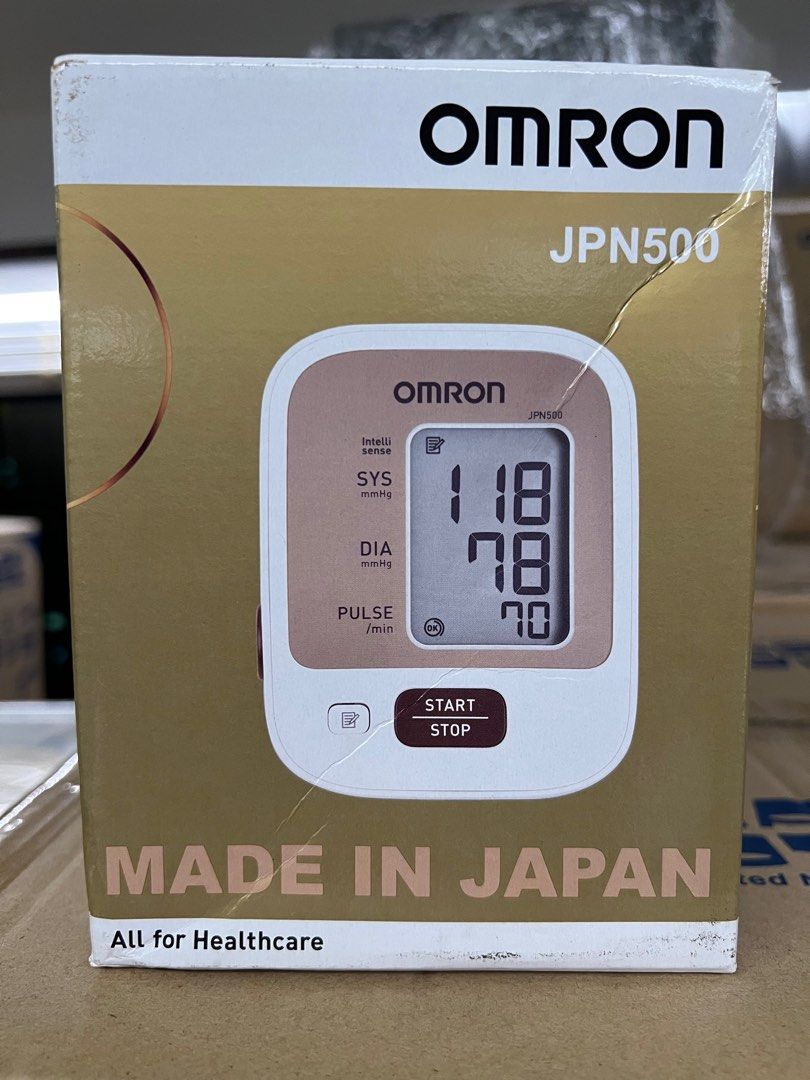 OMRON
JPN500
OMRON
JPN500
Intelli
sense
SYS
mmHg
118
DIA
mmHg
78
PULSE
/min
70
OK
START
STOP
MADE IN JAPAN
All for Healthcare